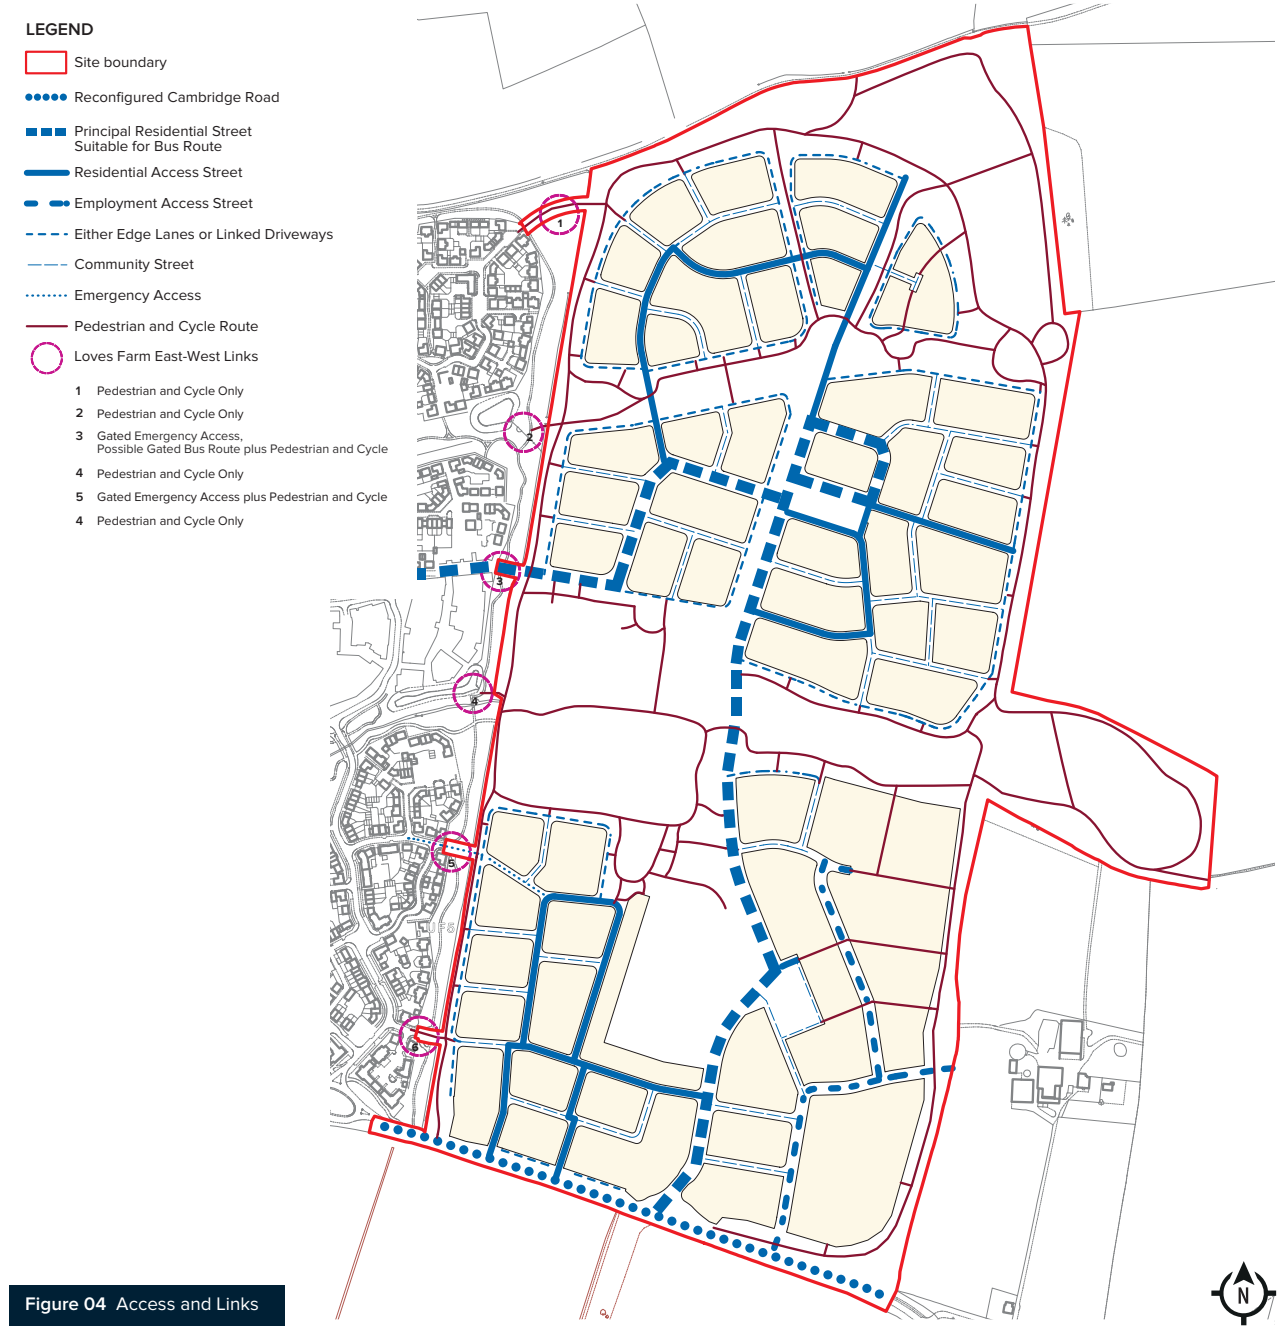 LEGEND
Site boundary
Reconfigured Cambridge Road
Principal Residential Street
Suitable for Bus Route
Residential Access Street
Employment Access Street
Either Edge Lanes or Linked Driveways
Community Street
Emergency Access
Pedestrian and Cycle Route
Loves Farm East-West Links
1 Pedestrian and Cycle Only
2 Pedestrian and Cycle Only
3 Gated Emergency Access,
Possible Gated Bus Route plus Pedestrian and Cycle
4 Pedestrian and Cycle Only
5 Gated Emergency Access plus Pedestrian and Cycle
4 Pedestrian and Cycle Only
1
2
3
4
5
6
Figure 04 Access and Links
N